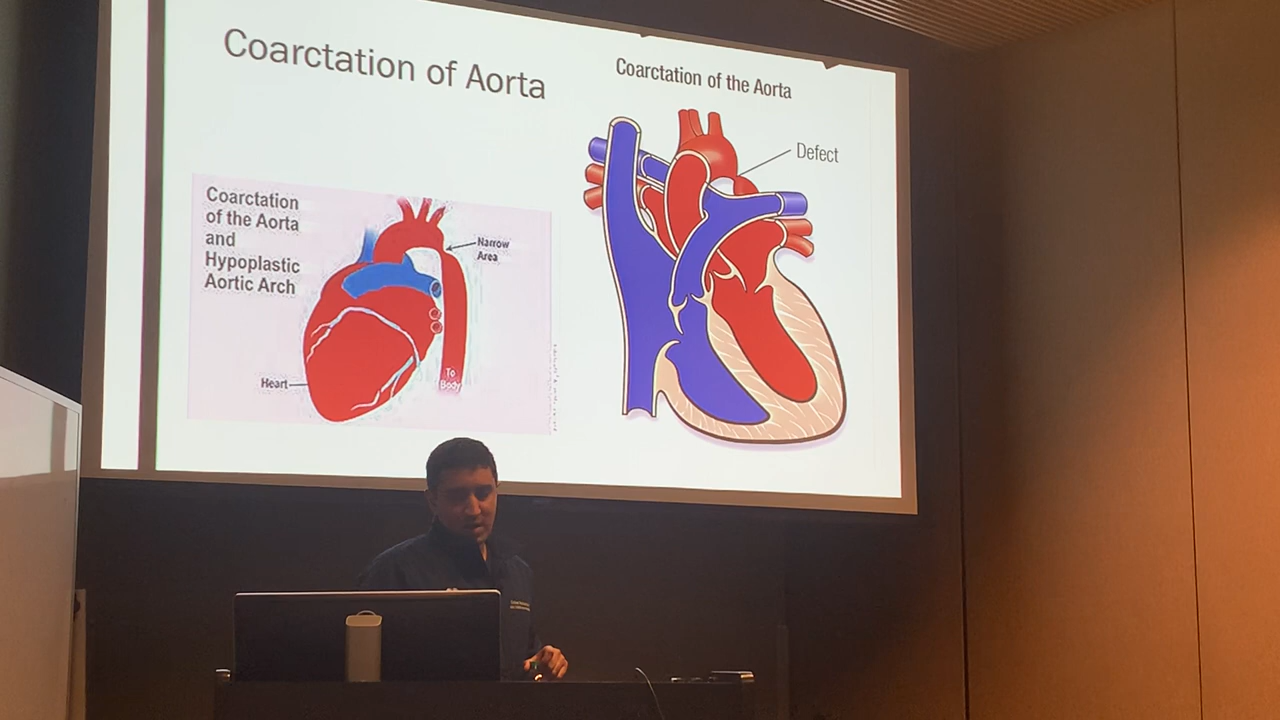 Coarctation of Aorta
Coarctation of the Aorta
Defect
Coarctation
of the Aorta
and
Hypoplastic
Aortic Arch
Narrow
Area
Heart
To
Body